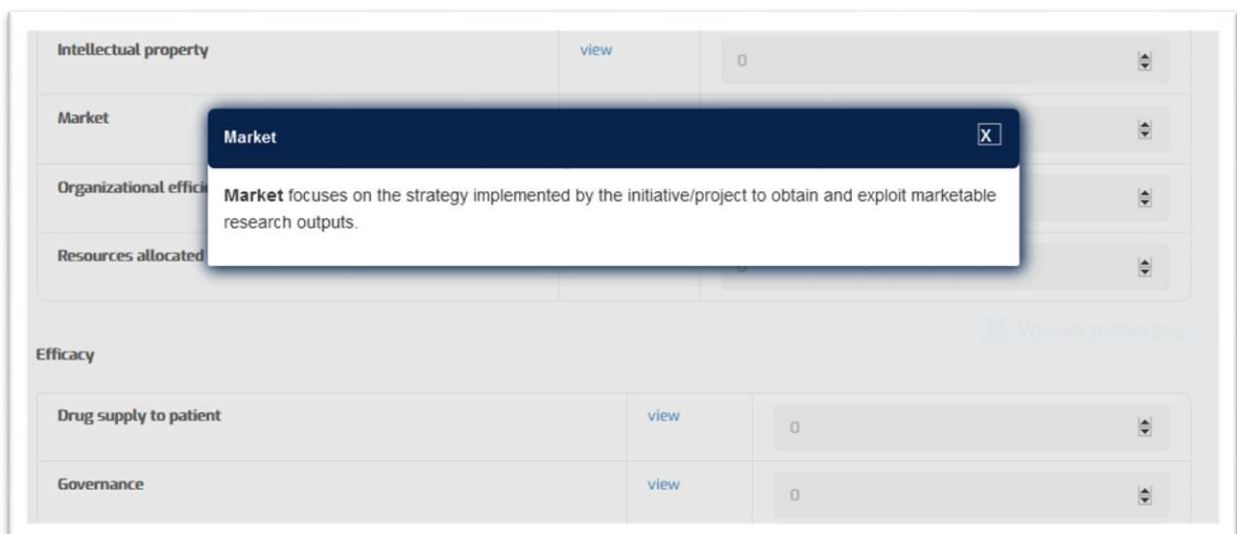 Intellectual property view 0
Market
Market X
Organizational
Market focuses on the strategy implemented by the initiative/project to obtain and exploit marketable
research outputs.
Resources allocated
Efficacy
Drug supply to patient view 0
Governance view 0